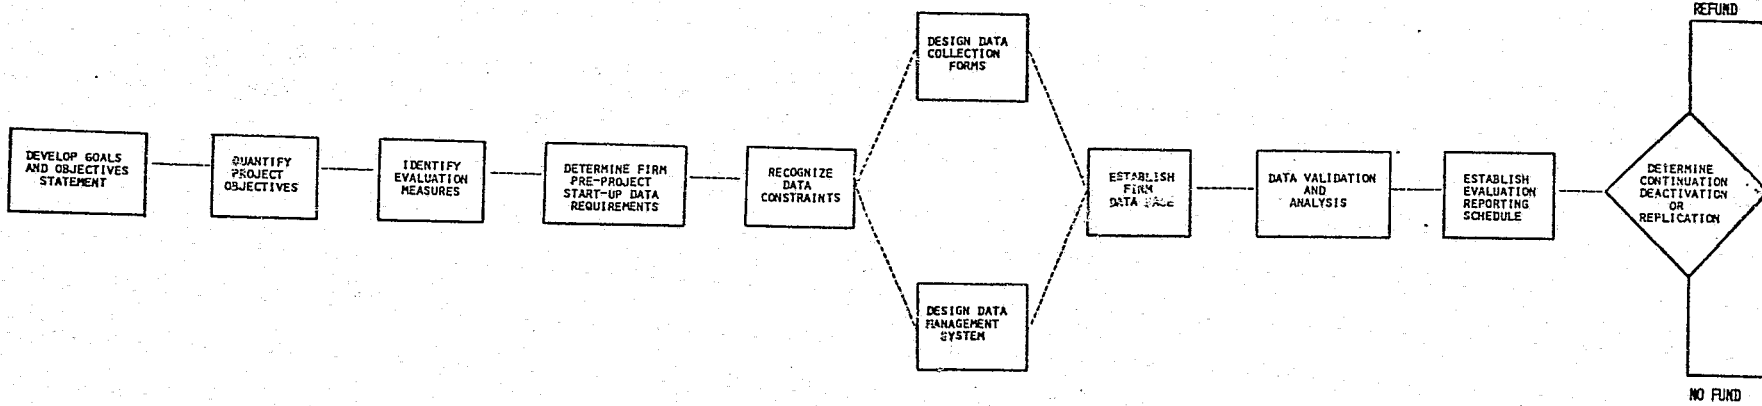 DEVELOP GOALS
AND OBJECTIVES
STATEMENT
QUANTIFY
PROJECT
OBJECTIVES
IDENTIFY
EVALUATION
MEASURES
DETERMINE FIRM
PRE-PROJECT
START-UP DATA
REQUIREMENTS
RECOGNIZE
DATA
CONSTRAINTS
DESIGN DATA
COLLECTION
FORMS
DESIGN DATA
MANAGEMENT
SYSTEM
ESTABLISH
FIRM
DATA BASE
DATA VALIDATION
AND
ANALYSIS
ESTABLISH
EVALUATION
REPORTING
SCHEDULE
DETERMINE
CONTINUATION
DEACTIVATION
OR
REPLICATION
REFUND
NO FUND